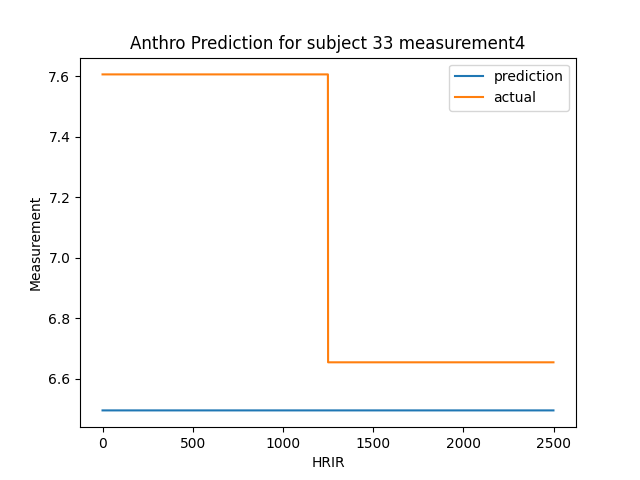 Anthro Prediction for subject 33 measurement4
prediction
actual
7.6
7.4
7.2
7.0
6.8
6.6
Measurement
0
500
1000
1500
2000
2500
HRIR